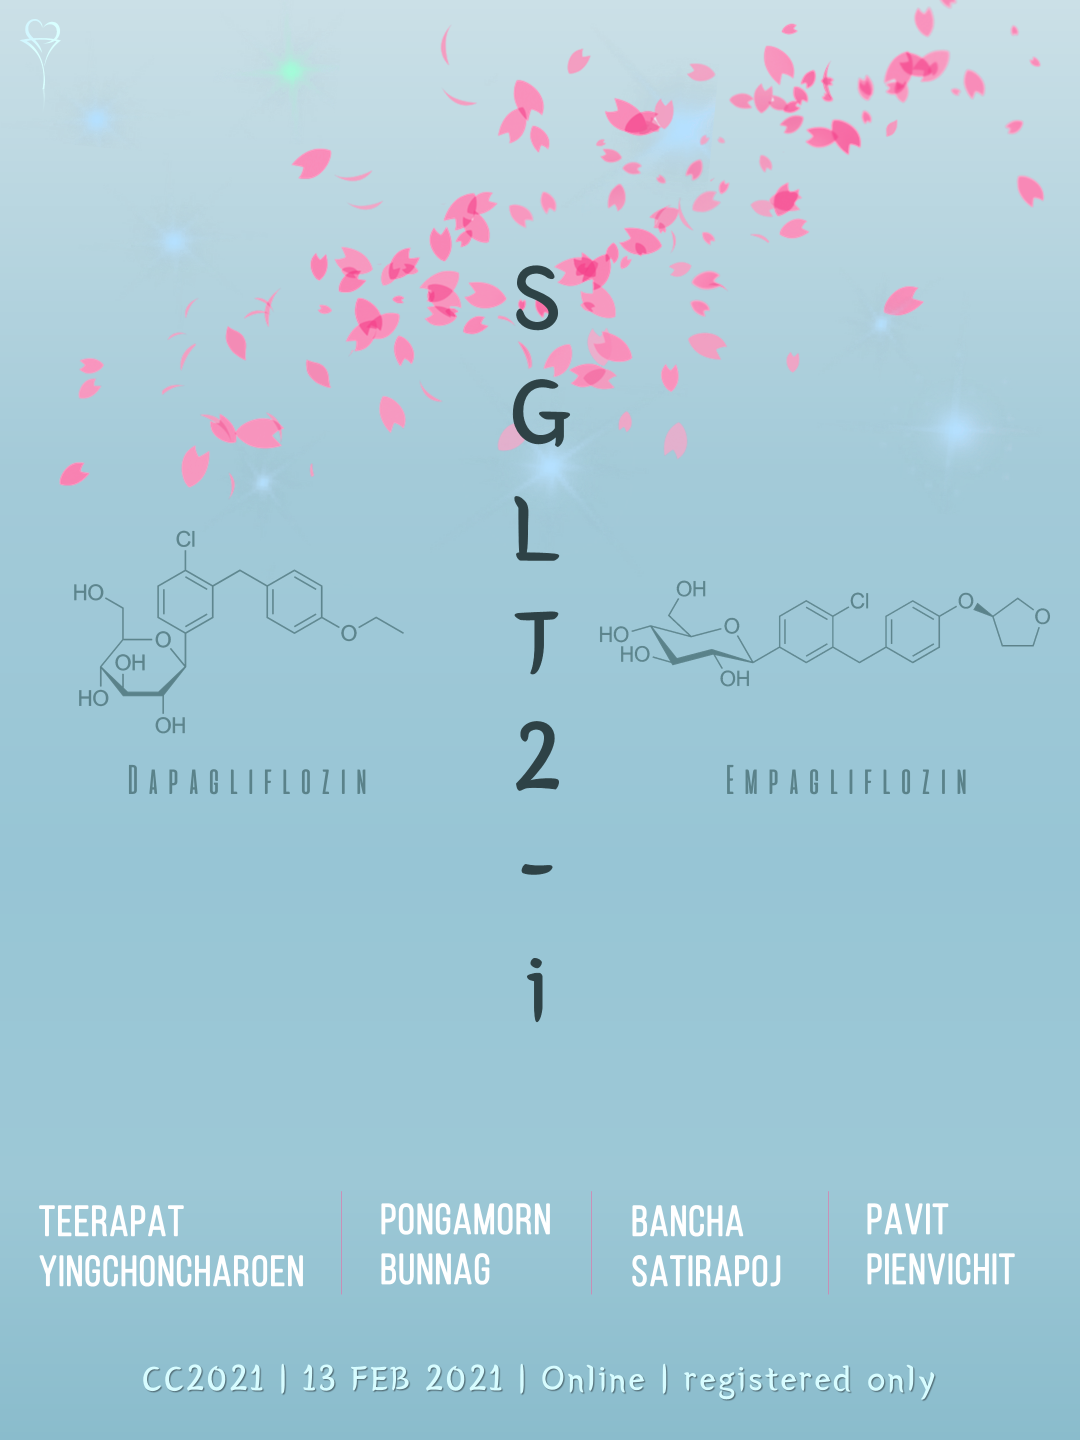 S
G
L
T
2
-
i
Cl
HO
O
OH
HO
OH
O
DAPAGLIFLOZIN
OH
HO
HO
O
OH
Cl
O
O
EMPAGLIFLOZIN
TEERAPAT
YINGCHONCHAROEN
PONGAMORN
BUNNAG
BANCHA
SATIRAPOJ
PAVIT
PIENVICHIT
CC2021 | 13 FEB 2021 | Online | registered only